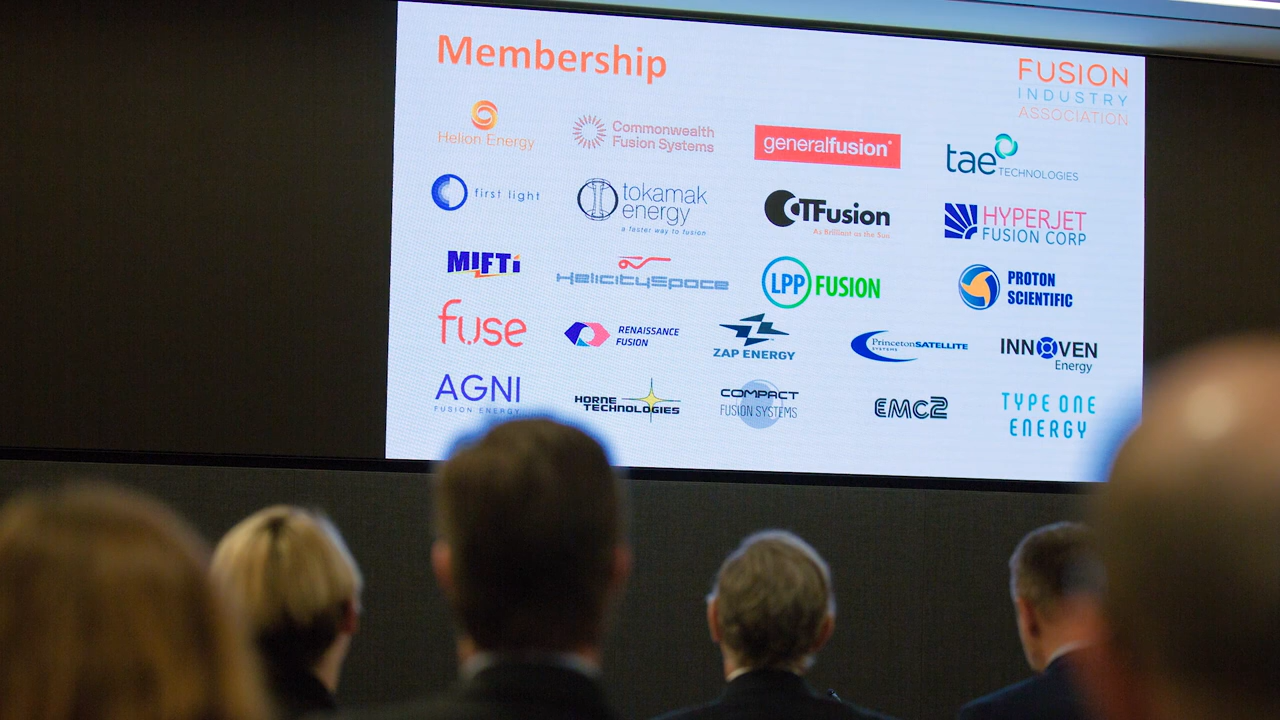 Membership
FUSION
INDUSTRY
ASSOCIATION
Helion Energy
Commonwealth
Fusion Systems
generalfusion®
tae
TECHNOLOGIES
first light
tokamak
energy
a faster way to fusion
CTFusion
As Brilliant as the Sun
HYPERJET
FUSION CORP
MIFTi
HelicitySpace
LPP FUSION
PROTON
SCIENTIFIC
fuse
RENAISSANCE
FUSION
ZAP ENERGY
PrincetonSATELLITE
SYSTEMS
INNOVEN
Energy
AGNI
FUSION ENERGY
HORNE
TECHNOLOGIES
COMPACT
FUSION SYSTEMS
EMC2
TYPE ONE
ENERGY